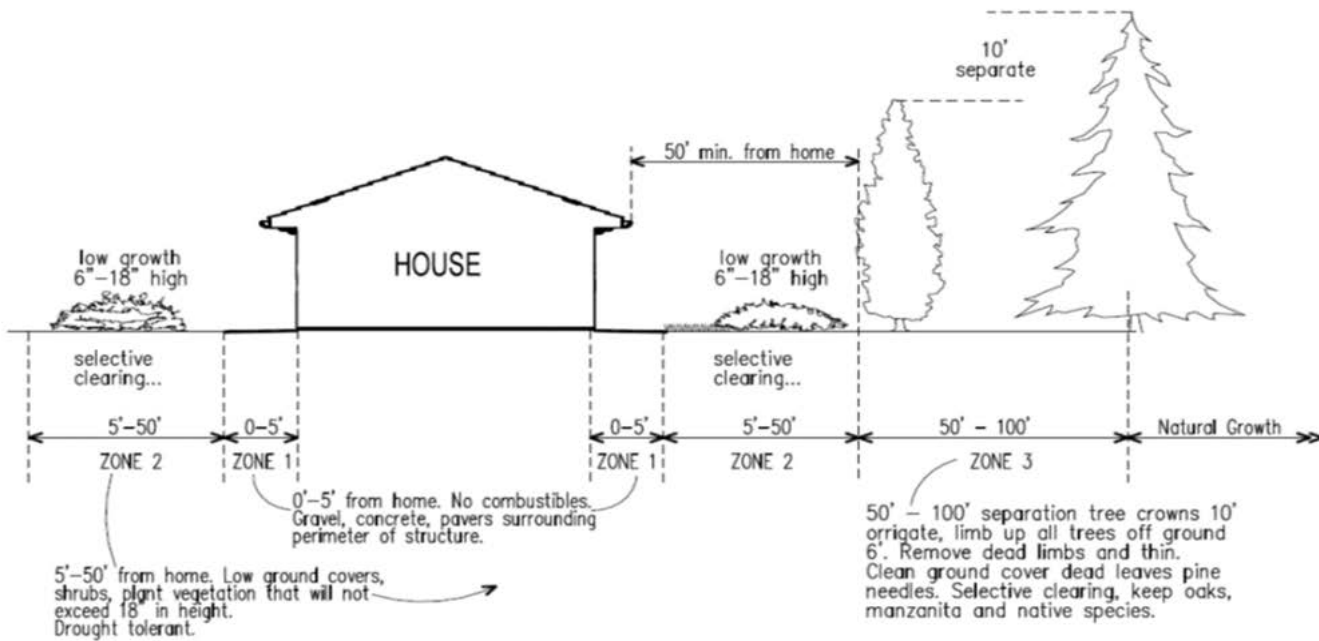 10'
separate
50' min. from home
low growth
6"-18" high
HOUSE
low growth
6"-18" high
selective
clearing...
selective
clearing...
5'-50'
0-5'
0-5'
5'-50'
50' - 100'
Natural Growth
ZONE 2
ZONE 1
ZONE 1
ZONE 2
ZONE 3
0'-5' from home. No combustibles.
Gravel, concrete, pavers surrounding
perimeter of structure.
50' - 100' separation tree crowns 10'
orrigate, limb up all trees off ground
6'. Remove dead limbs and thin.
Clean ground cover dead leaves pine
needles. Selective clearing, keep oaks,
manzanita and native species.
5'-50' from home. Low ground covers,
shrubs, plant vegetation that will not
exceed 18" in height.
Drought tolerant.